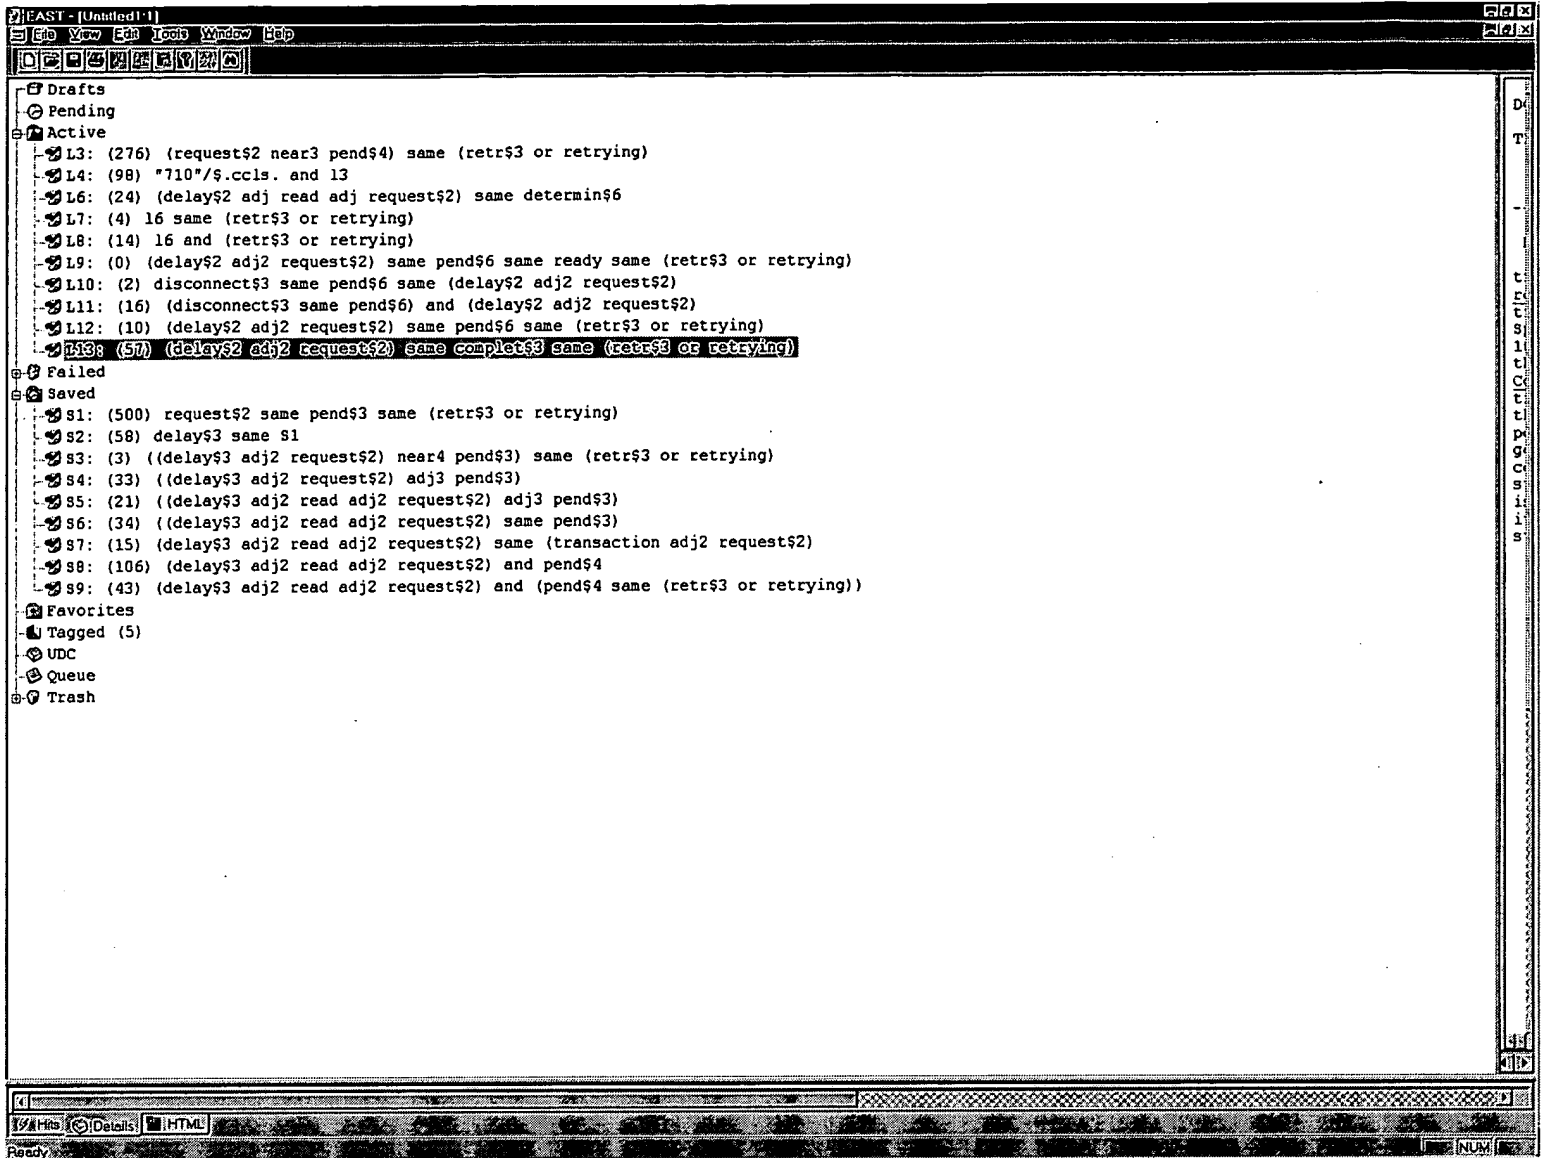 EAST - [Untitled1:1]
File View Edit Tools Window Help
Drafts
Pending
Active
L3: (276) (request$2 near3 pend$4) same (retr$3 or retrying)
L4: (98) "710"/$.ccls. and l3
L6: (24) (delay$2 adj read adj request$2) same determin$6
L7: (4) l6 same (retr$3 or retrying)
L8: (14) l6 and (retr$3 or retrying)
L9: (0) (delay$2 adj2 request$2) same pend$6 same ready same (retr$3 or retrying)
L10: (2) disconnect$3 same pend$6 same (delay$2 adj2 request$2)
L11: (16) (disconnect$3 same pend$6) and (delay$2 adj2 request$2)
L12: (10) (delay$2 adj2 request$2) same pend$6 same (retr$3 or retrying)
L13: (57) (delay$2 adj2 request$2) same complet$3 same (retr$3 or retrying)
Failed
Saved
S1: (500) request$2 same pend$3 same (retr$3 or retrying)
S2: (58) delay$3 same S1
S3: (3) ((delay$3 adj2 request$2) near4 pend$3) same (retr$3 or retrying)
S4: (33) ((delay$3 adj2 request$2) adj3 pend$3)
S5: (21) ((delay$3 adj2 read adj2 request$2) adj3 pend$3)
S6: (34) ((delay$3 adj2 read adj2 request$2) same pend$3)
S7: (15) (delay$3 adj2 read adj2 request$2) same (transaction adj2 request$2)
S8: (106) (delay$3 adj2 read adj2 request$2) and pend$4
S9: (43) (delay$3 adj2 read adj2 request$2) and (pend$4 same (retr$3 or retrying))
Favorites
Tagged (5)
UDC
Queue
Trash
Hits Details HTML
Ready NUM